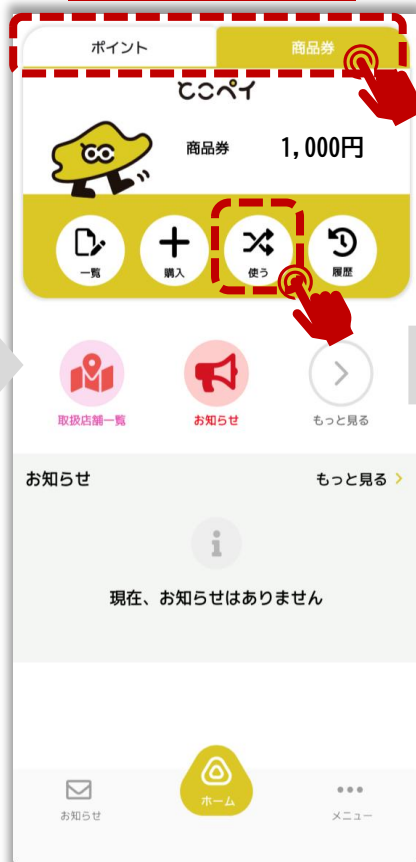 ポイント
商品券
とこペイ
商品券 1,000円
一覧
購入
使う
履歴
取扱店舗一覧
お知らせ
もっと見る
お知らせ
もっと見る
現在、お知らせはありません
お知らせ
ホーム
メニュー